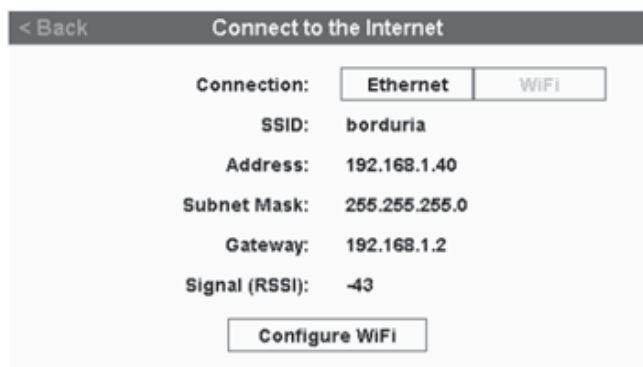 < Back Connect to the Internet
Connection: Ethernet WiFi
SSID: borduria
Address: 192.168.1.40
Subnet Mask: 255.255.255.0
Gateway: 192.168.1.2
Signal (RSSI): -43
Configure WiFi